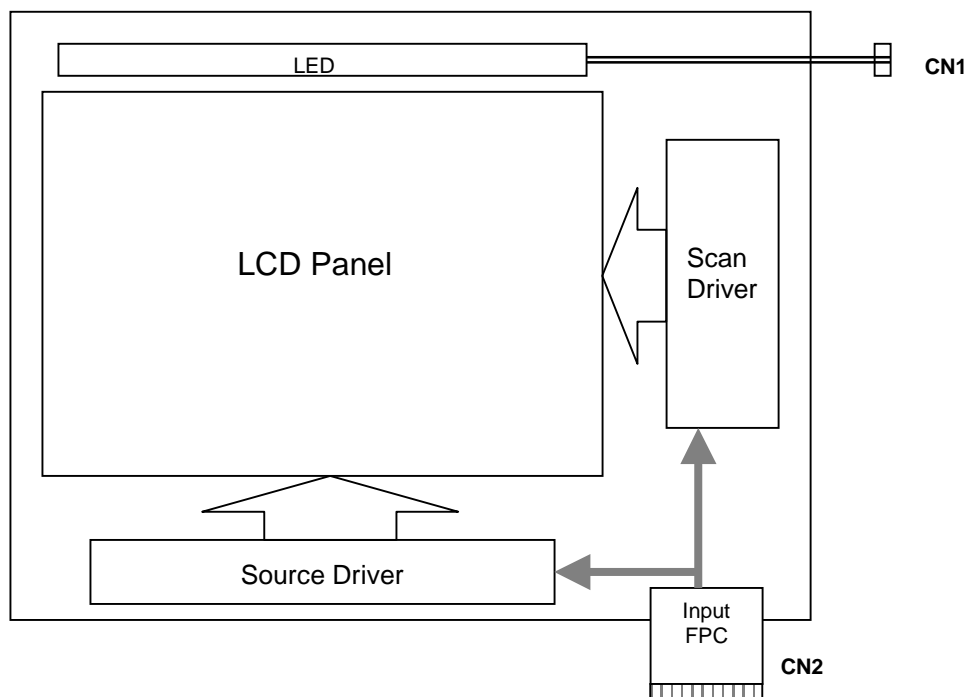 LED
CN1
LCD Panel
Scan
Driver
Source Driver
Input
FPC
CN2